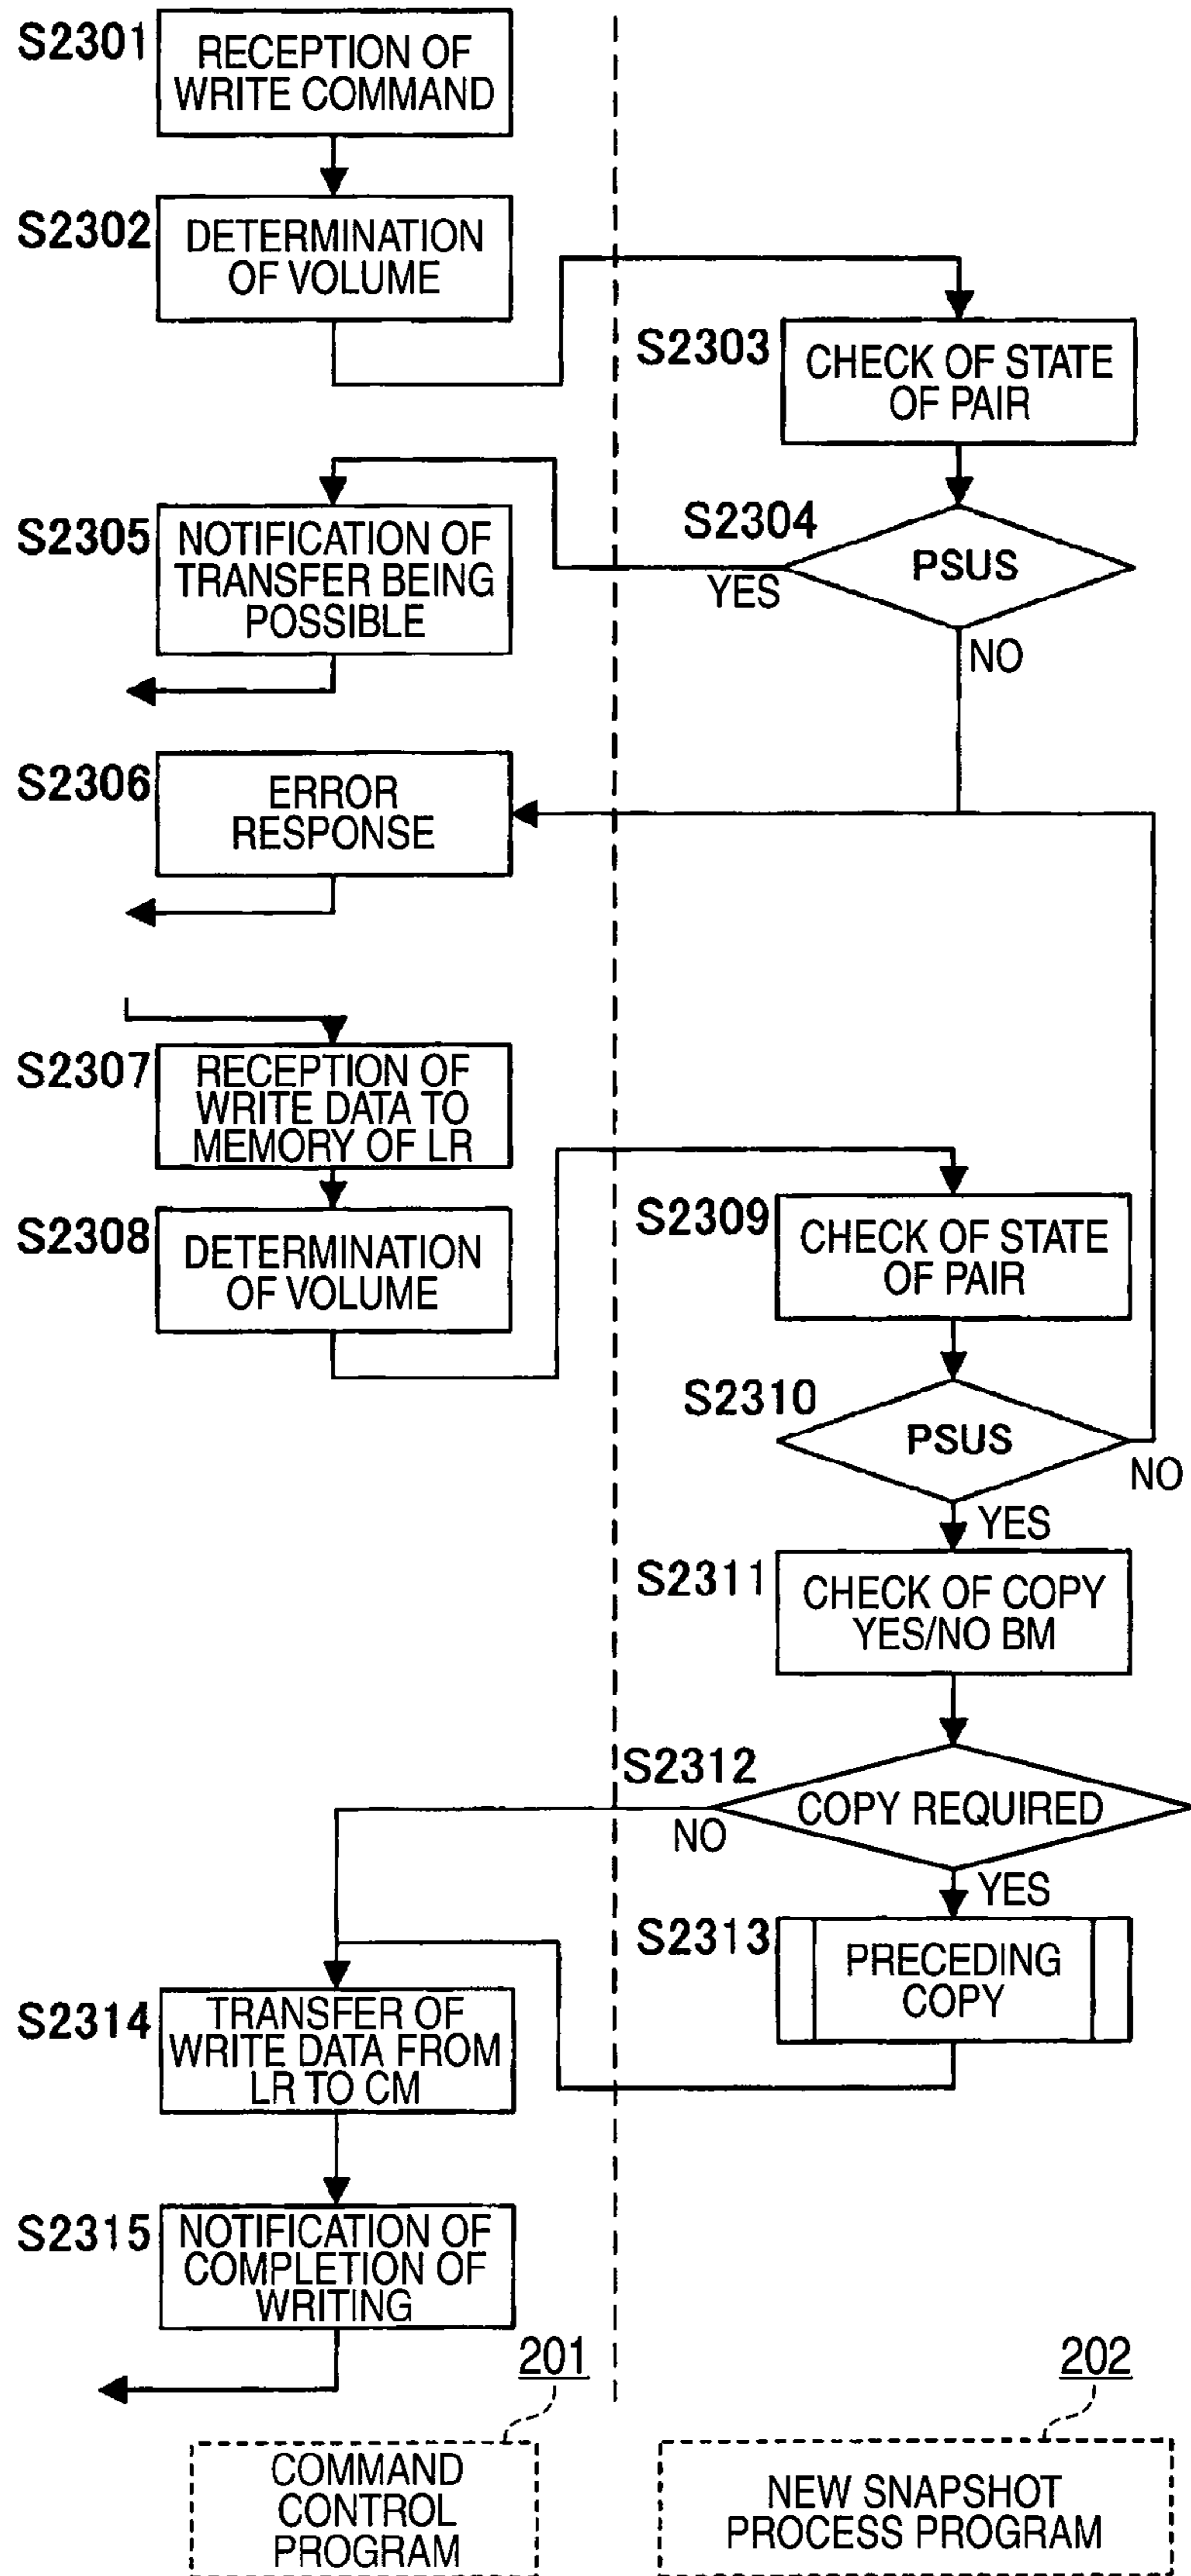 S2301
RECEPTION OF
WRITE COMMAND
S2302
DETERMINATION
OF VOLUME
S2303
CHECK OF STATE
OF PAIR
S2304
PSUS
YES
NO
S2305
NOTIFICATION OF
TRANSFER BEING
POSSIBLE
S2306
ERROR
RESPONSE
S2307
RECEPTION OF
WRITE DATA TO
MEMORY OF LR
S2308
DETERMINATION
OF VOLUME
S2309
CHECK OF STATE
OF PAIR
S2310
PSUS
NO
YES
S2311
CHECK OF COPY
YES/NO BM
S2312
COPY REQUIRED
NO
YES
S2313
PRECEDING
COPY
S2314
TRANSFER OF
WRITE DATA FROM
LR TO CM
S2315
NOTIFICATION OF
COMPLETION OF
WRITING
201
COMMAND
CONTROL
PROGRAM
202
NEW SNAPSHOT
PROCESS PROGRAM